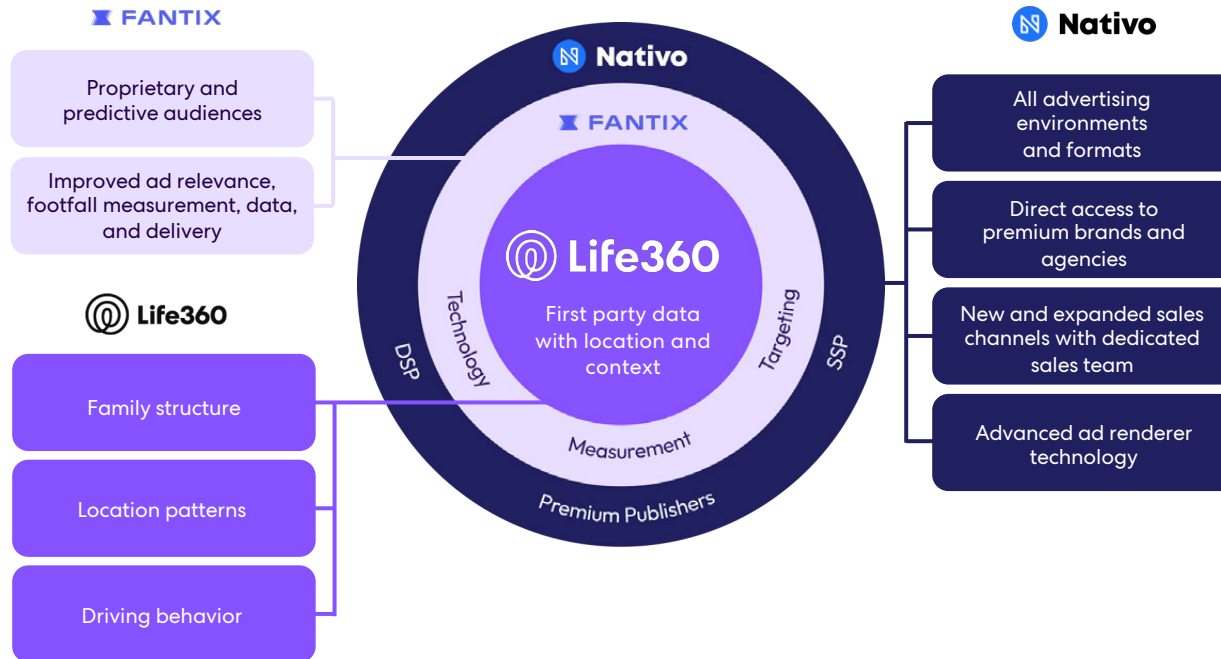 FANTIX
Proprietary and
predictive audiences
Improved ad relevance,
footfall measurement, data,
and delivery
Life360
Family structure
Location patterns
Driving behavior
Nativo
FANTIX
Life360
First party data
with location and
context
Technology
Targeting
Measurement
DSP
SSP
Premium Publishers
Nativo
All advertising
environments
and formats
Direct access to
premium brands and
agencies
New and expanded sales
channels with dedicated
sales team
Advanced ad renderer
technology